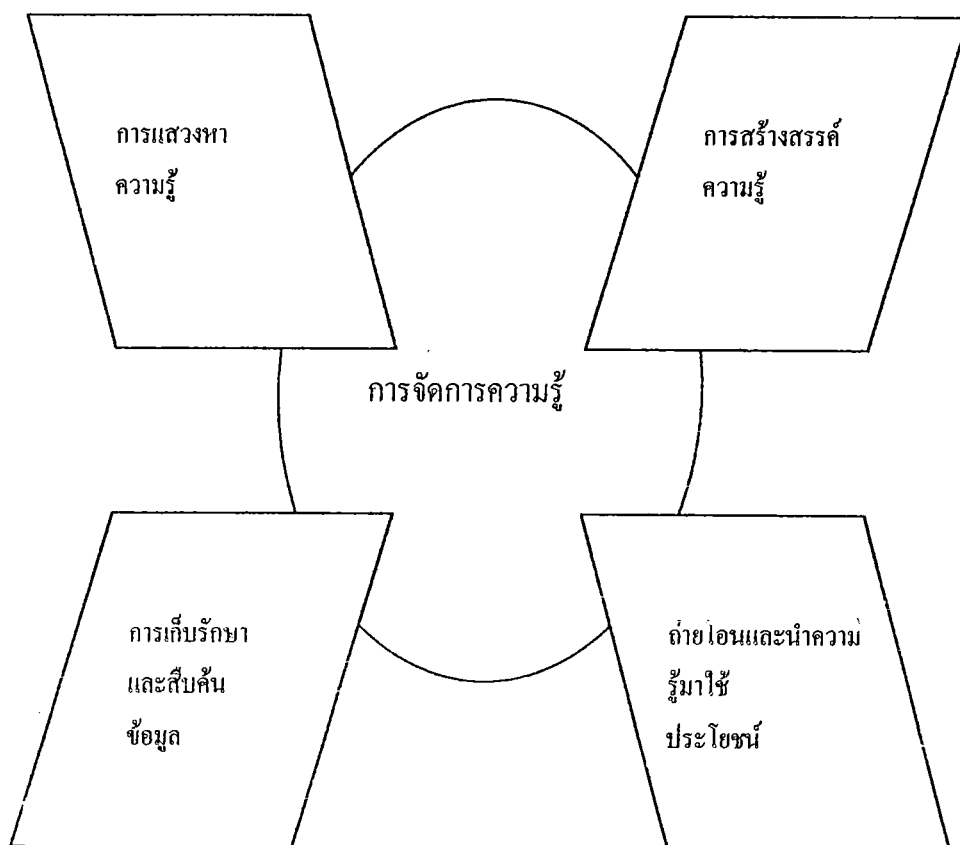 การแสวงหา
ความรู้
การสร้างสรรค์
ความรู้
การจัดการความรู้
การเก็บรักษา
และสืบค้น
ข้อมูล
ถ่ายโอนและนำความ
รู้มาใช้
ประโยชน์